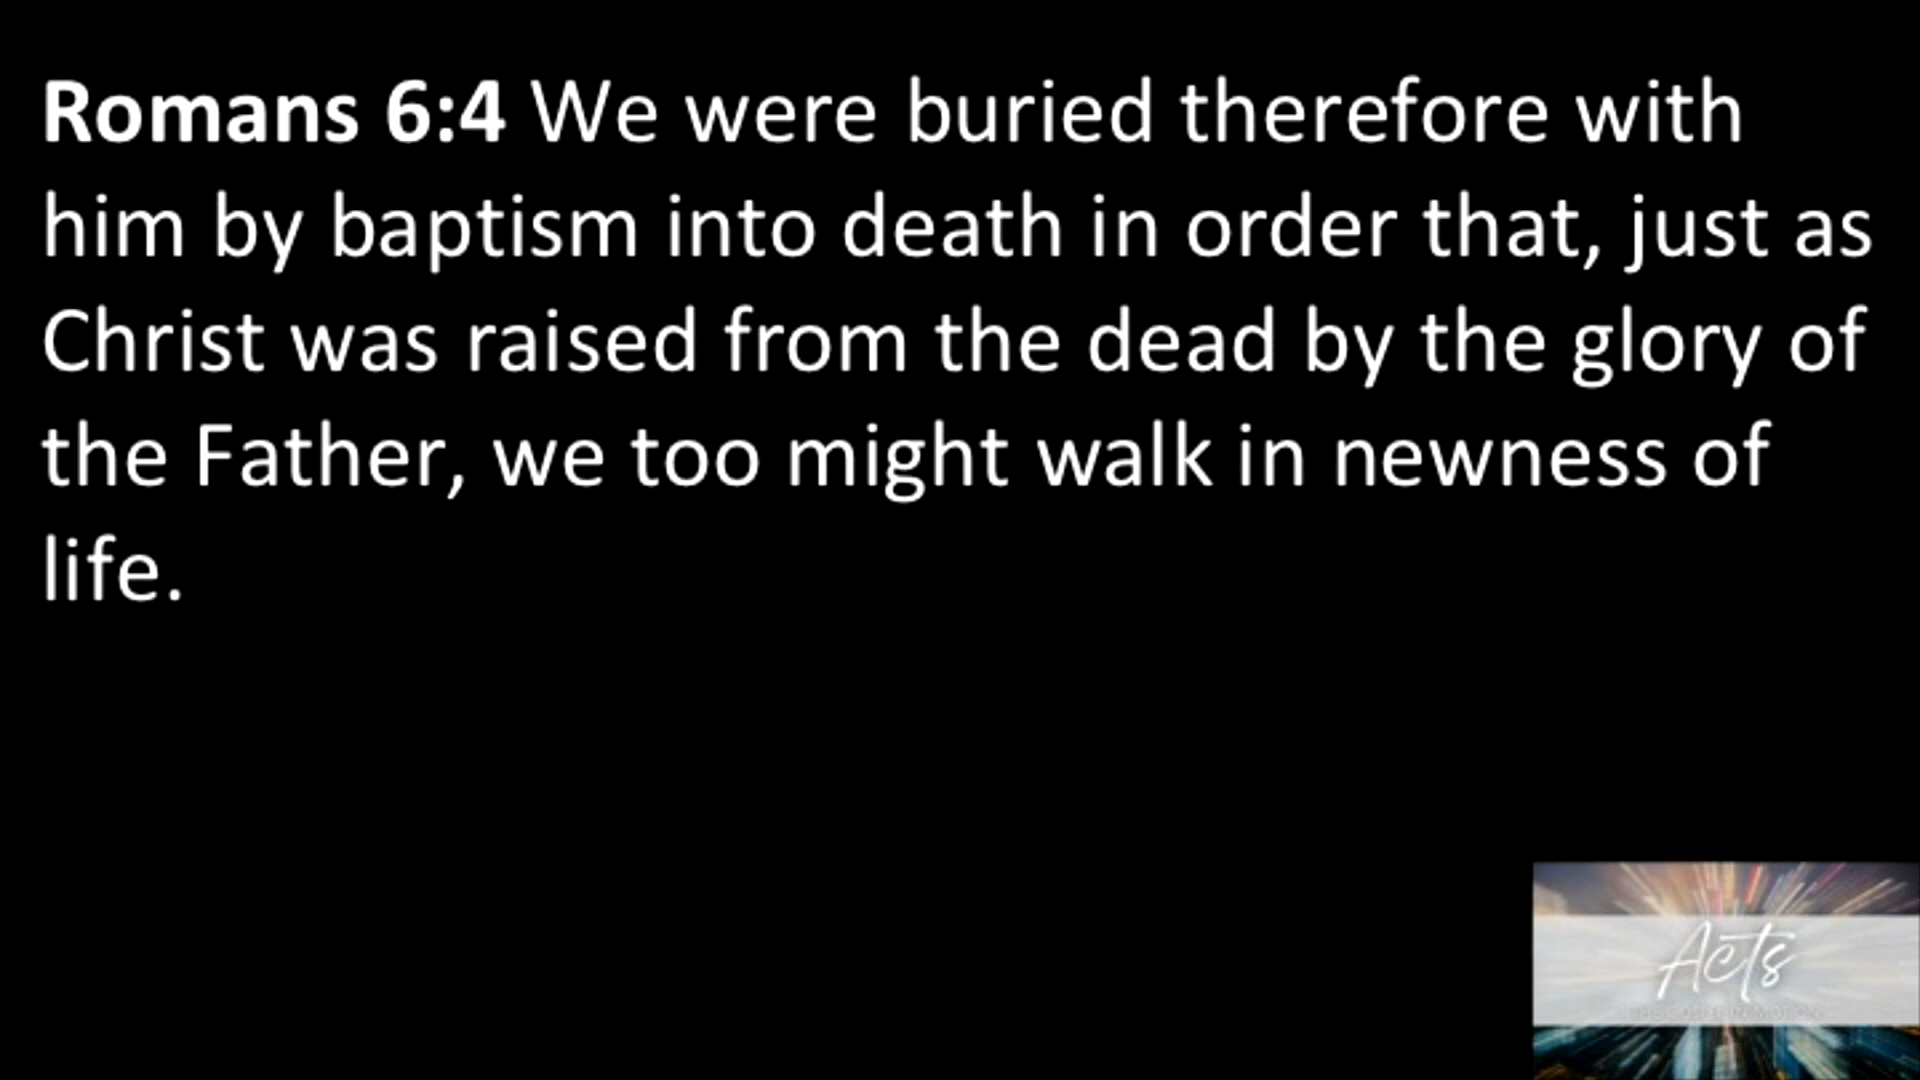 Romans 6:4 We were buried therefore with
him by baptism into death in order that, just as
Christ was raised from the dead by the glory of
the Father, we too might walk in newness of
life.
Acts